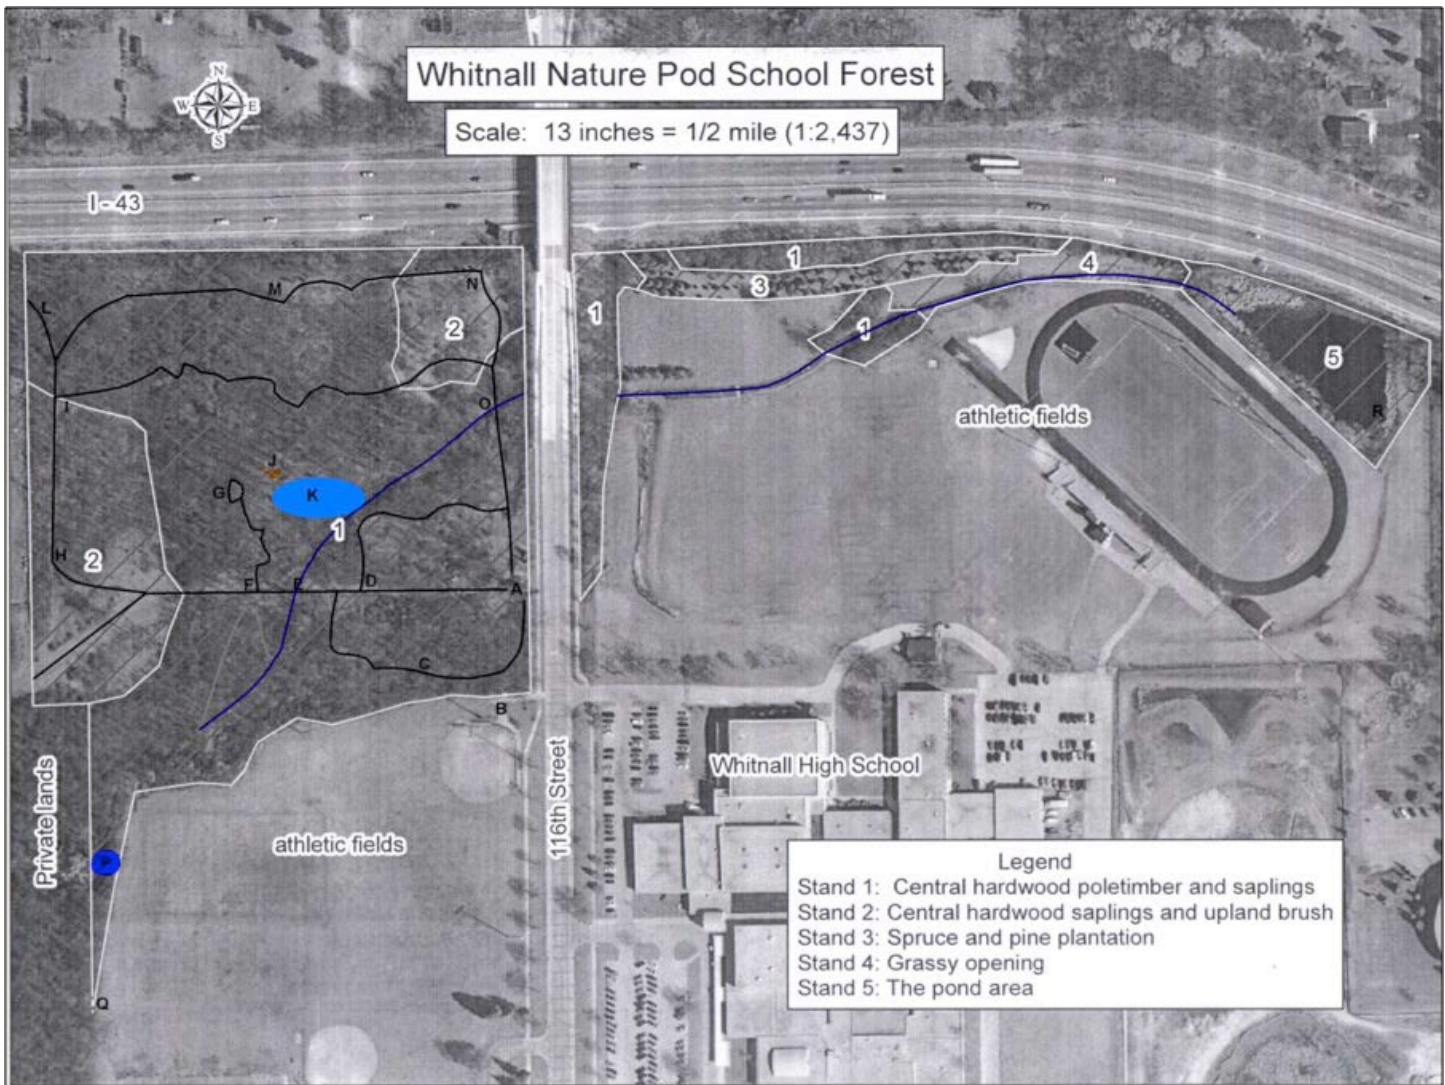 Whitnall Nature Pod School Forest
N
W
E
S
Scale: 13 inches = 1/2 mile (1:2,437)
I - 43
1
4
3
M
N
L
2
1
1
5
O
I
R
athletic fields
J
G
K
1
H
2
F
E
D
A
C
B
116th Street
Whitnall High School
Private lands
athletic fields
P
Q
Legend
Stand 1: Central hardwood poletimber and saplings
Stand 2: Central hardwood saplings and upland brush
Stand 3: Spruce and pine plantation
Stand 4: Grassy opening
Stand 5: The pond area